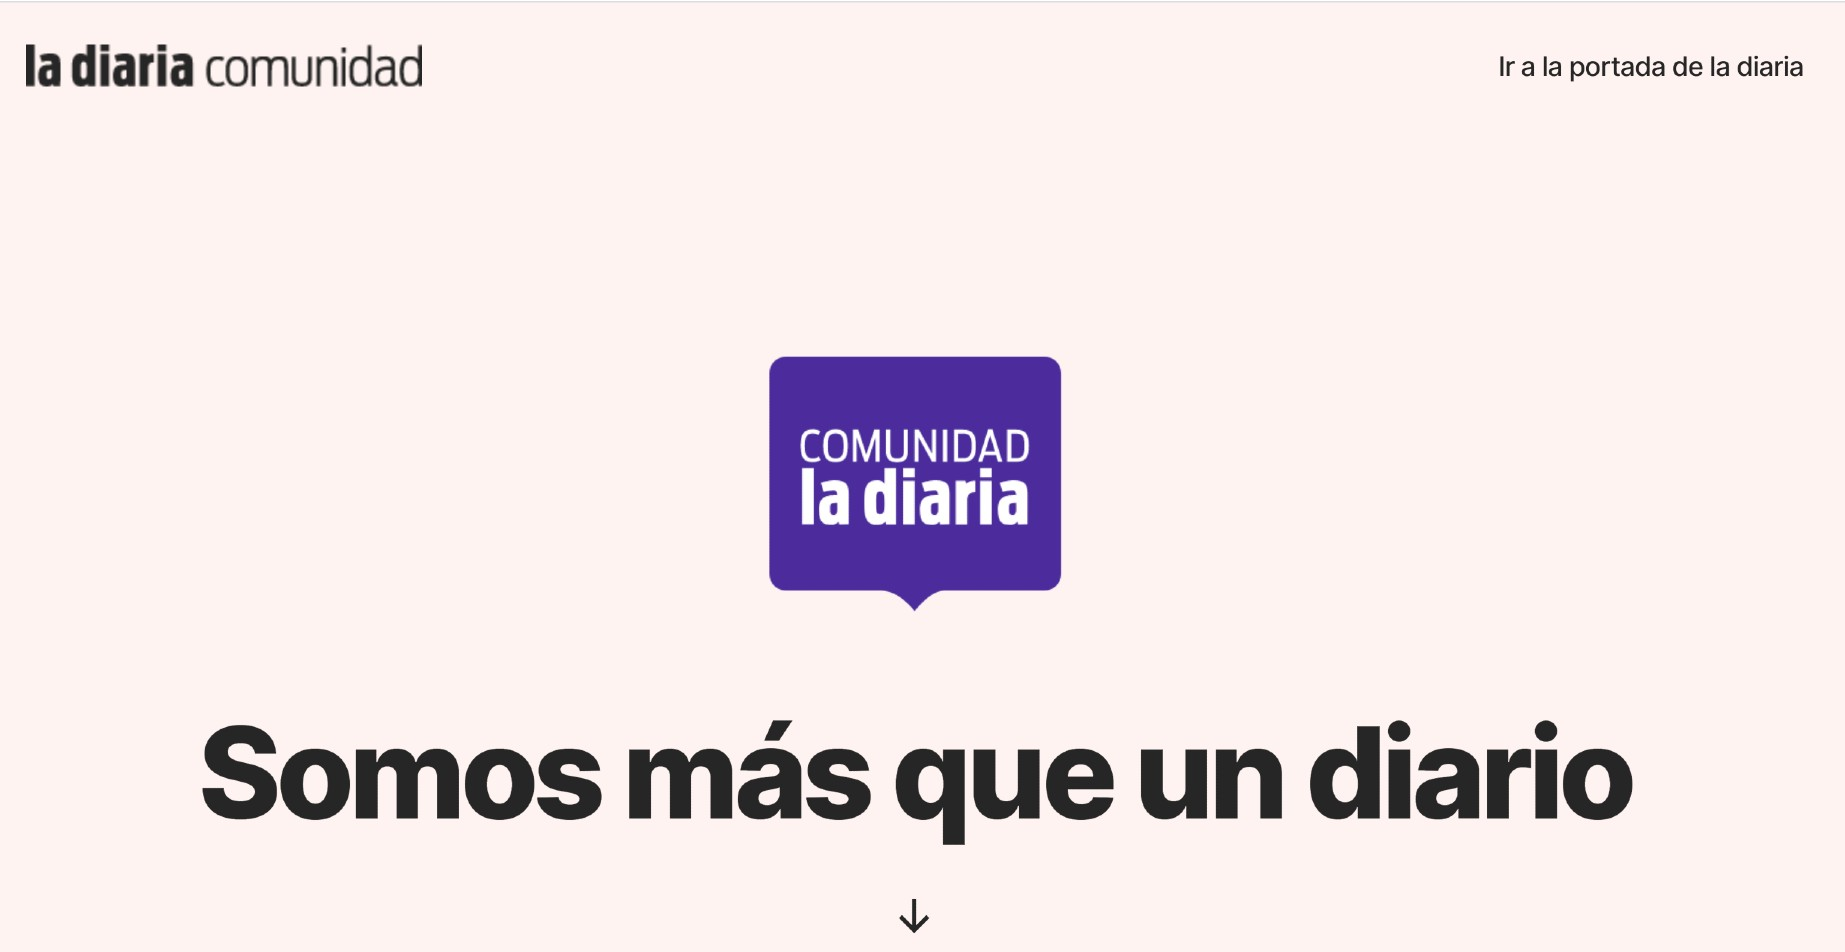 la diaria comunidad
Ir a la portada de la diaria
COMUNIDAD
la diaria
Somos más que un diario